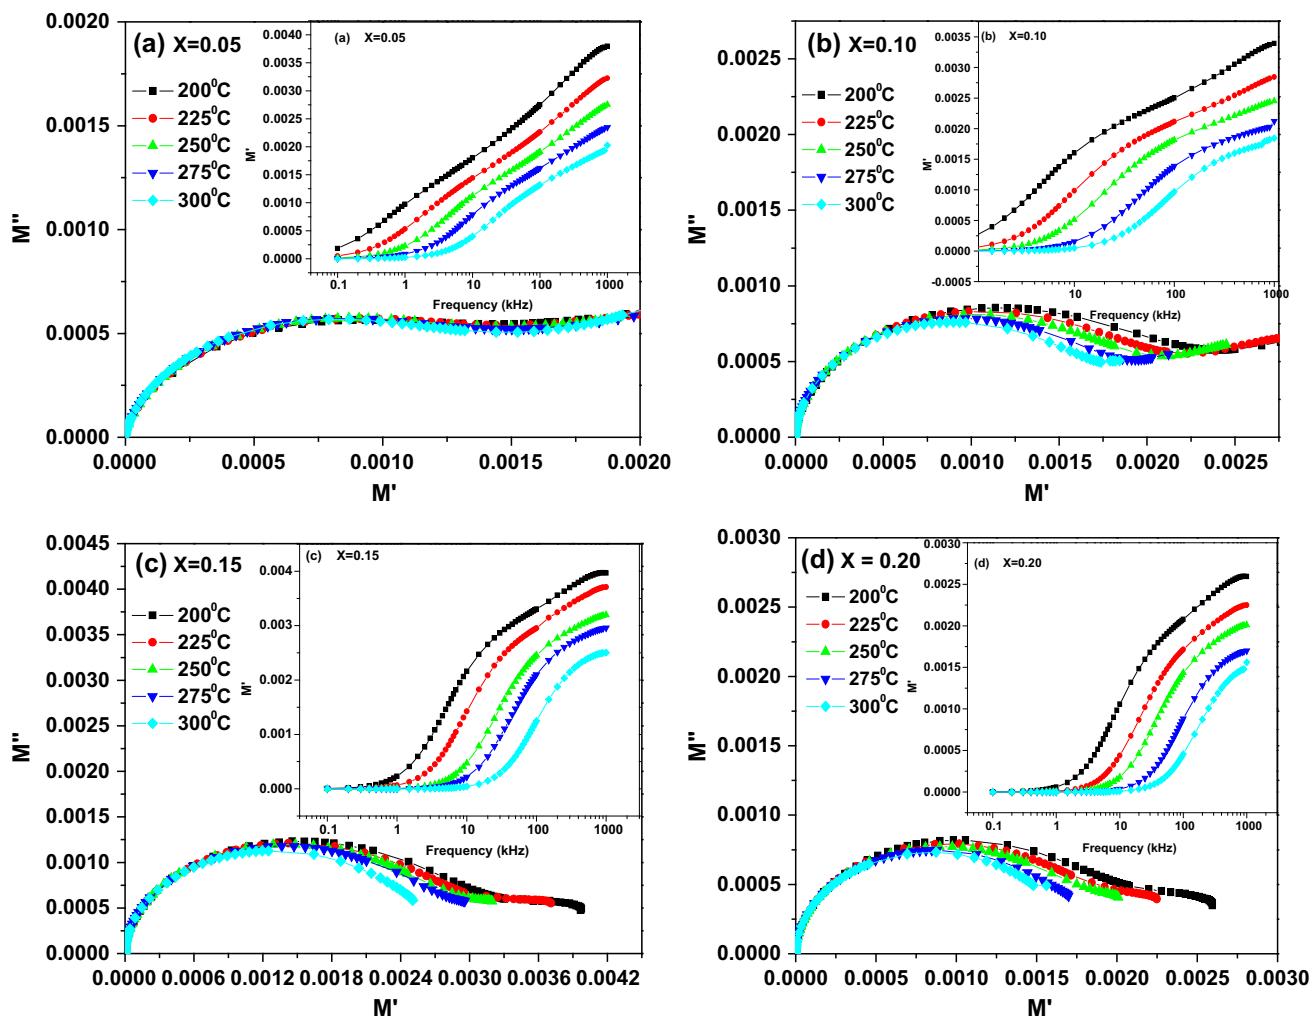 (a) X=0.05
200⁰C
225⁰C
250⁰C
275⁰C
300⁰C
M''
0.0020
0.0015
0.0010
0.0005
0.0000
0.0000 0.0005 0.0010 0.0015 0.0020
M'
(a) X=0.05
M'
0.0040
0.0035
0.0030
0.0025
0.0020
0.0015
0.0010
0.0005
0.0000
0.1 1 10 100 1000
Frequency (kHz)
(b) X=0.10
200⁰C
225⁰C
250⁰C
275⁰C
300⁰C
M''
0.0025
0.0020
0.0015
0.0010
0.0005
0.0000
0.0000 0.0005 0.0010 0.0015 0.0020 0.0025
M'
(b) X=0.10
M'
0.0035
0.0030
0.0025
0.0020
0.0015
0.0010
0.0005
0.0000
-0.0005
10 100 1000
Frequency (kHz)
(c) X=0.15
200⁰C
225⁰C
250⁰C
275⁰C
300⁰C
M''
0.0045
0.0040
0.0035
0.0030
0.0025
0.0020
0.0015
0.0010
0.0005
0.0000
0.0000 0.0006 0.0012 0.0018 0.0024 0.0030 0.0036 0.0042
M'
(c) X=0.15
M'
0.004
0.003
0.002
0.001
0.000
0.1 1 10 100 1000
Frequency (kHz)
(d) X = 0.20
200⁰C
225⁰C
250⁰C
275⁰C
300⁰C
M''
0.0030
0.0025
0.0020
0.0015
0.0010
0.0005
0.0000
0.0000 0.0005 0.0010 0.0015 0.0020 0.0025 0.0030
M'
(d) X=0.20
M'
0.0030
0.0025
0.0020
0.0015
0.0010
0.0005
0.0000
0.1 1 10 100 1000
Frequency (kHz)